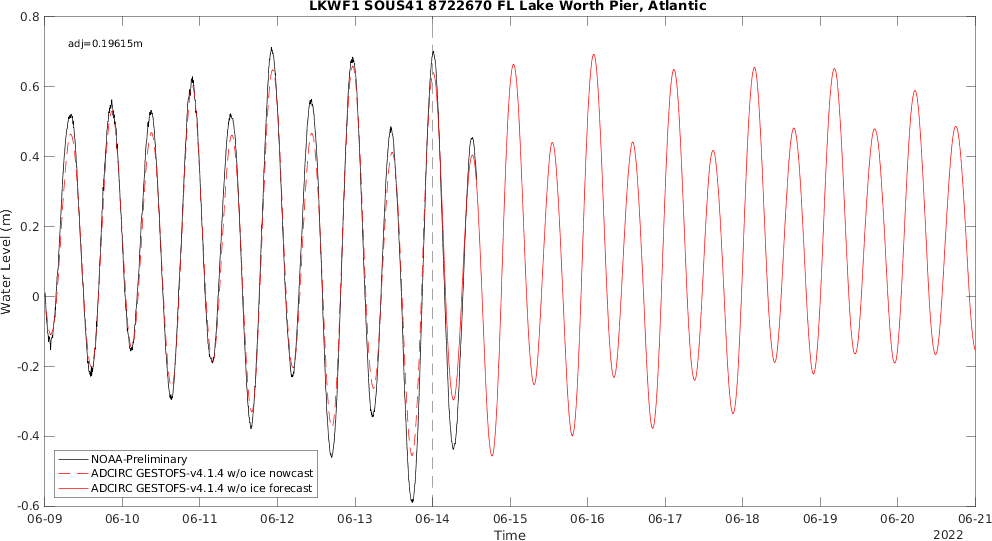 LKWF1 SOUS41 8722670 FL Lake Worth Pier, Atlantic
adj=0.19615m
0.8
0.6
0.4
0.2
0
-0.2
-0.4
-0.6
Water Level (m)
NOAA-Preliminary
ADCIRC GESTOFS-v4.1.4 w/o ice nowcast
ADCIRC GESTOFS-v4.1.4 w/o ice forecast
06-09 06-10 06-11 06-12 06-13 06-14 06-15 06-16 06-17 06-18 06-19 06-20 06-21
Time
2022